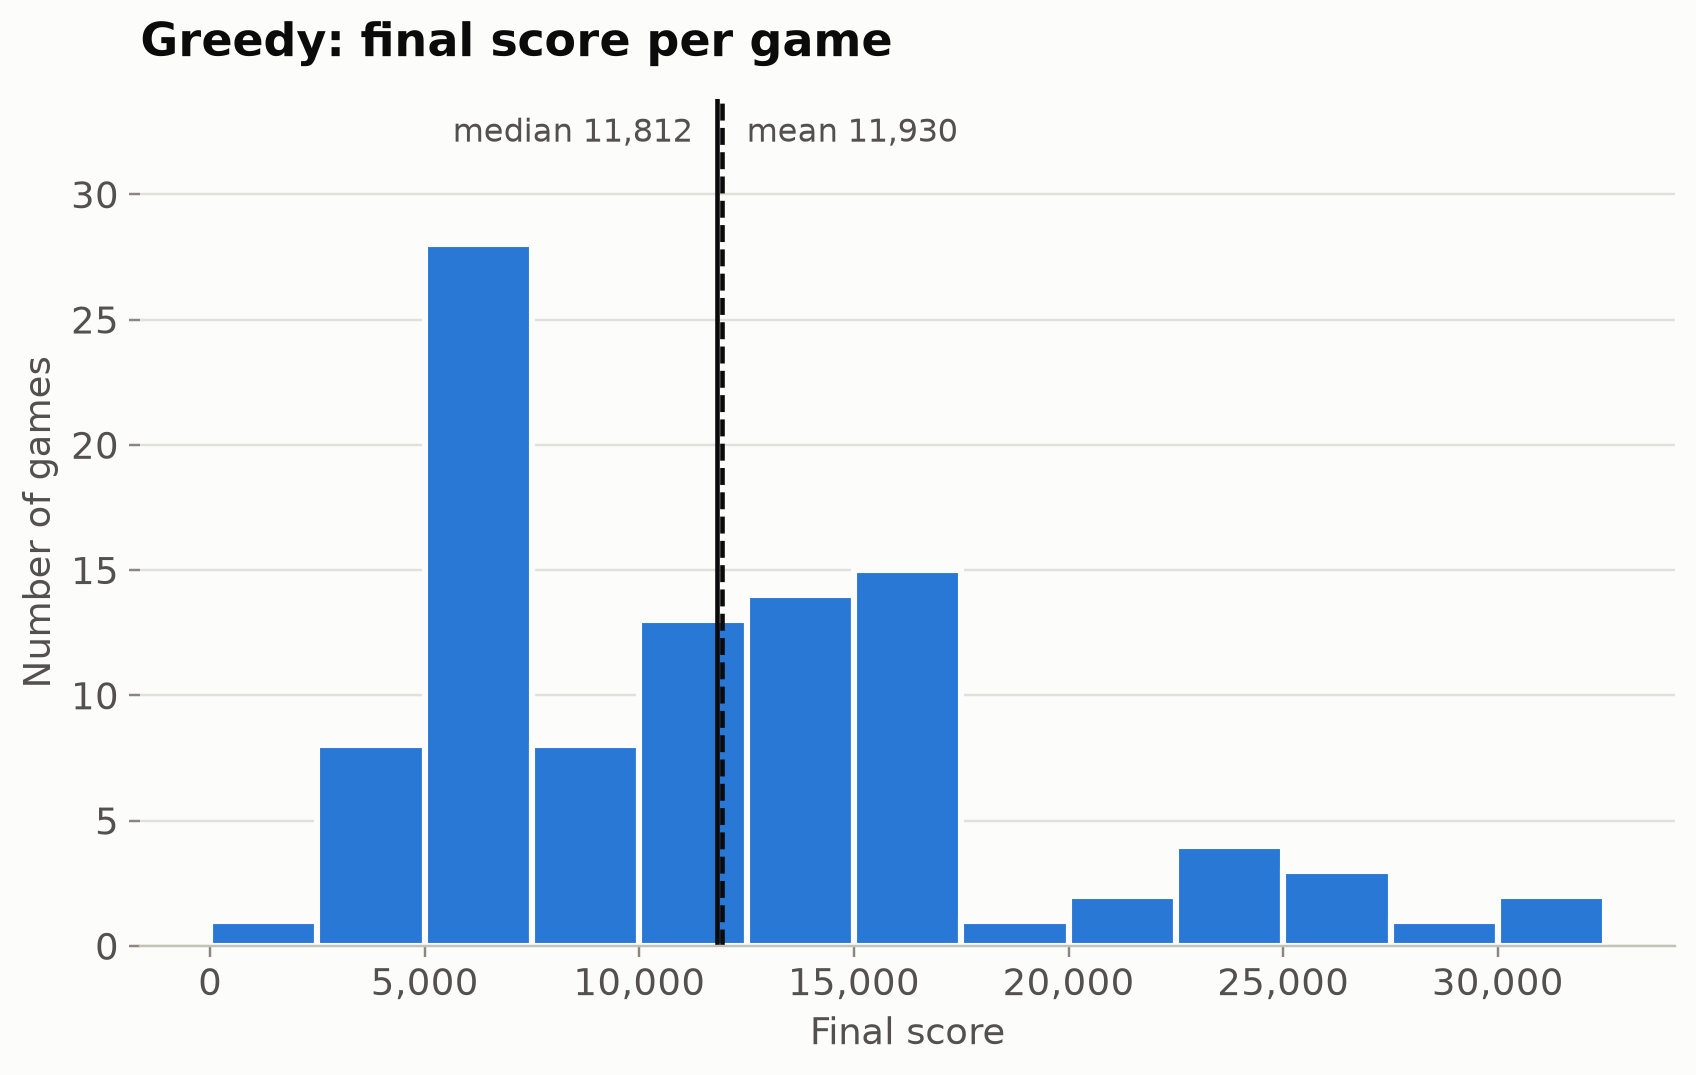 Greedy: final score per game
median 11,812
mean 11,930
Number of games
30
25
20
15
10
5
0
0
5,000
10,000
15,000
20,000
25,000
30,000
Final score